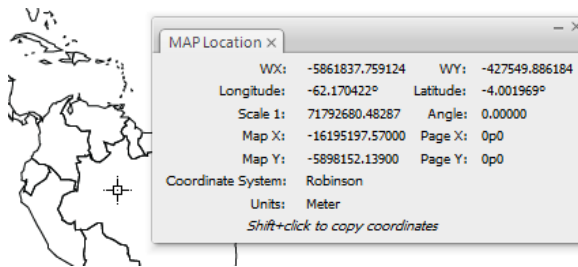 MAP Location ×
WX: -5861837.759124 WY: -427549.886184
Longitude: -62.170422º Latitude: -4.001969º
Scale 1: 71792680.48287 Angle: 0.00000
Map X: -16195197.57000 Page X: 0p0
Map Y: -5898152.13900 Page Y: 0p0
Coordinate System: Robinson
Units: Meter
Shift+click to copy coordinates